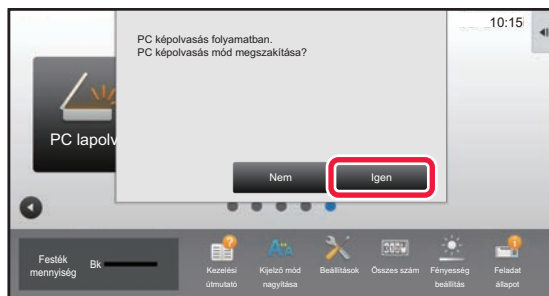 10:15
PC képolvasás folyamatban.
PC képolvasás mód megszakítása?
PC lapolv
Nem
Igen
Festék
mennyiség
Bk
Kezelési
útmutató
Kijelző mód
nagyítása
Beállítások
Összes szám
Fényesség
beállítás
Feladat
állapot